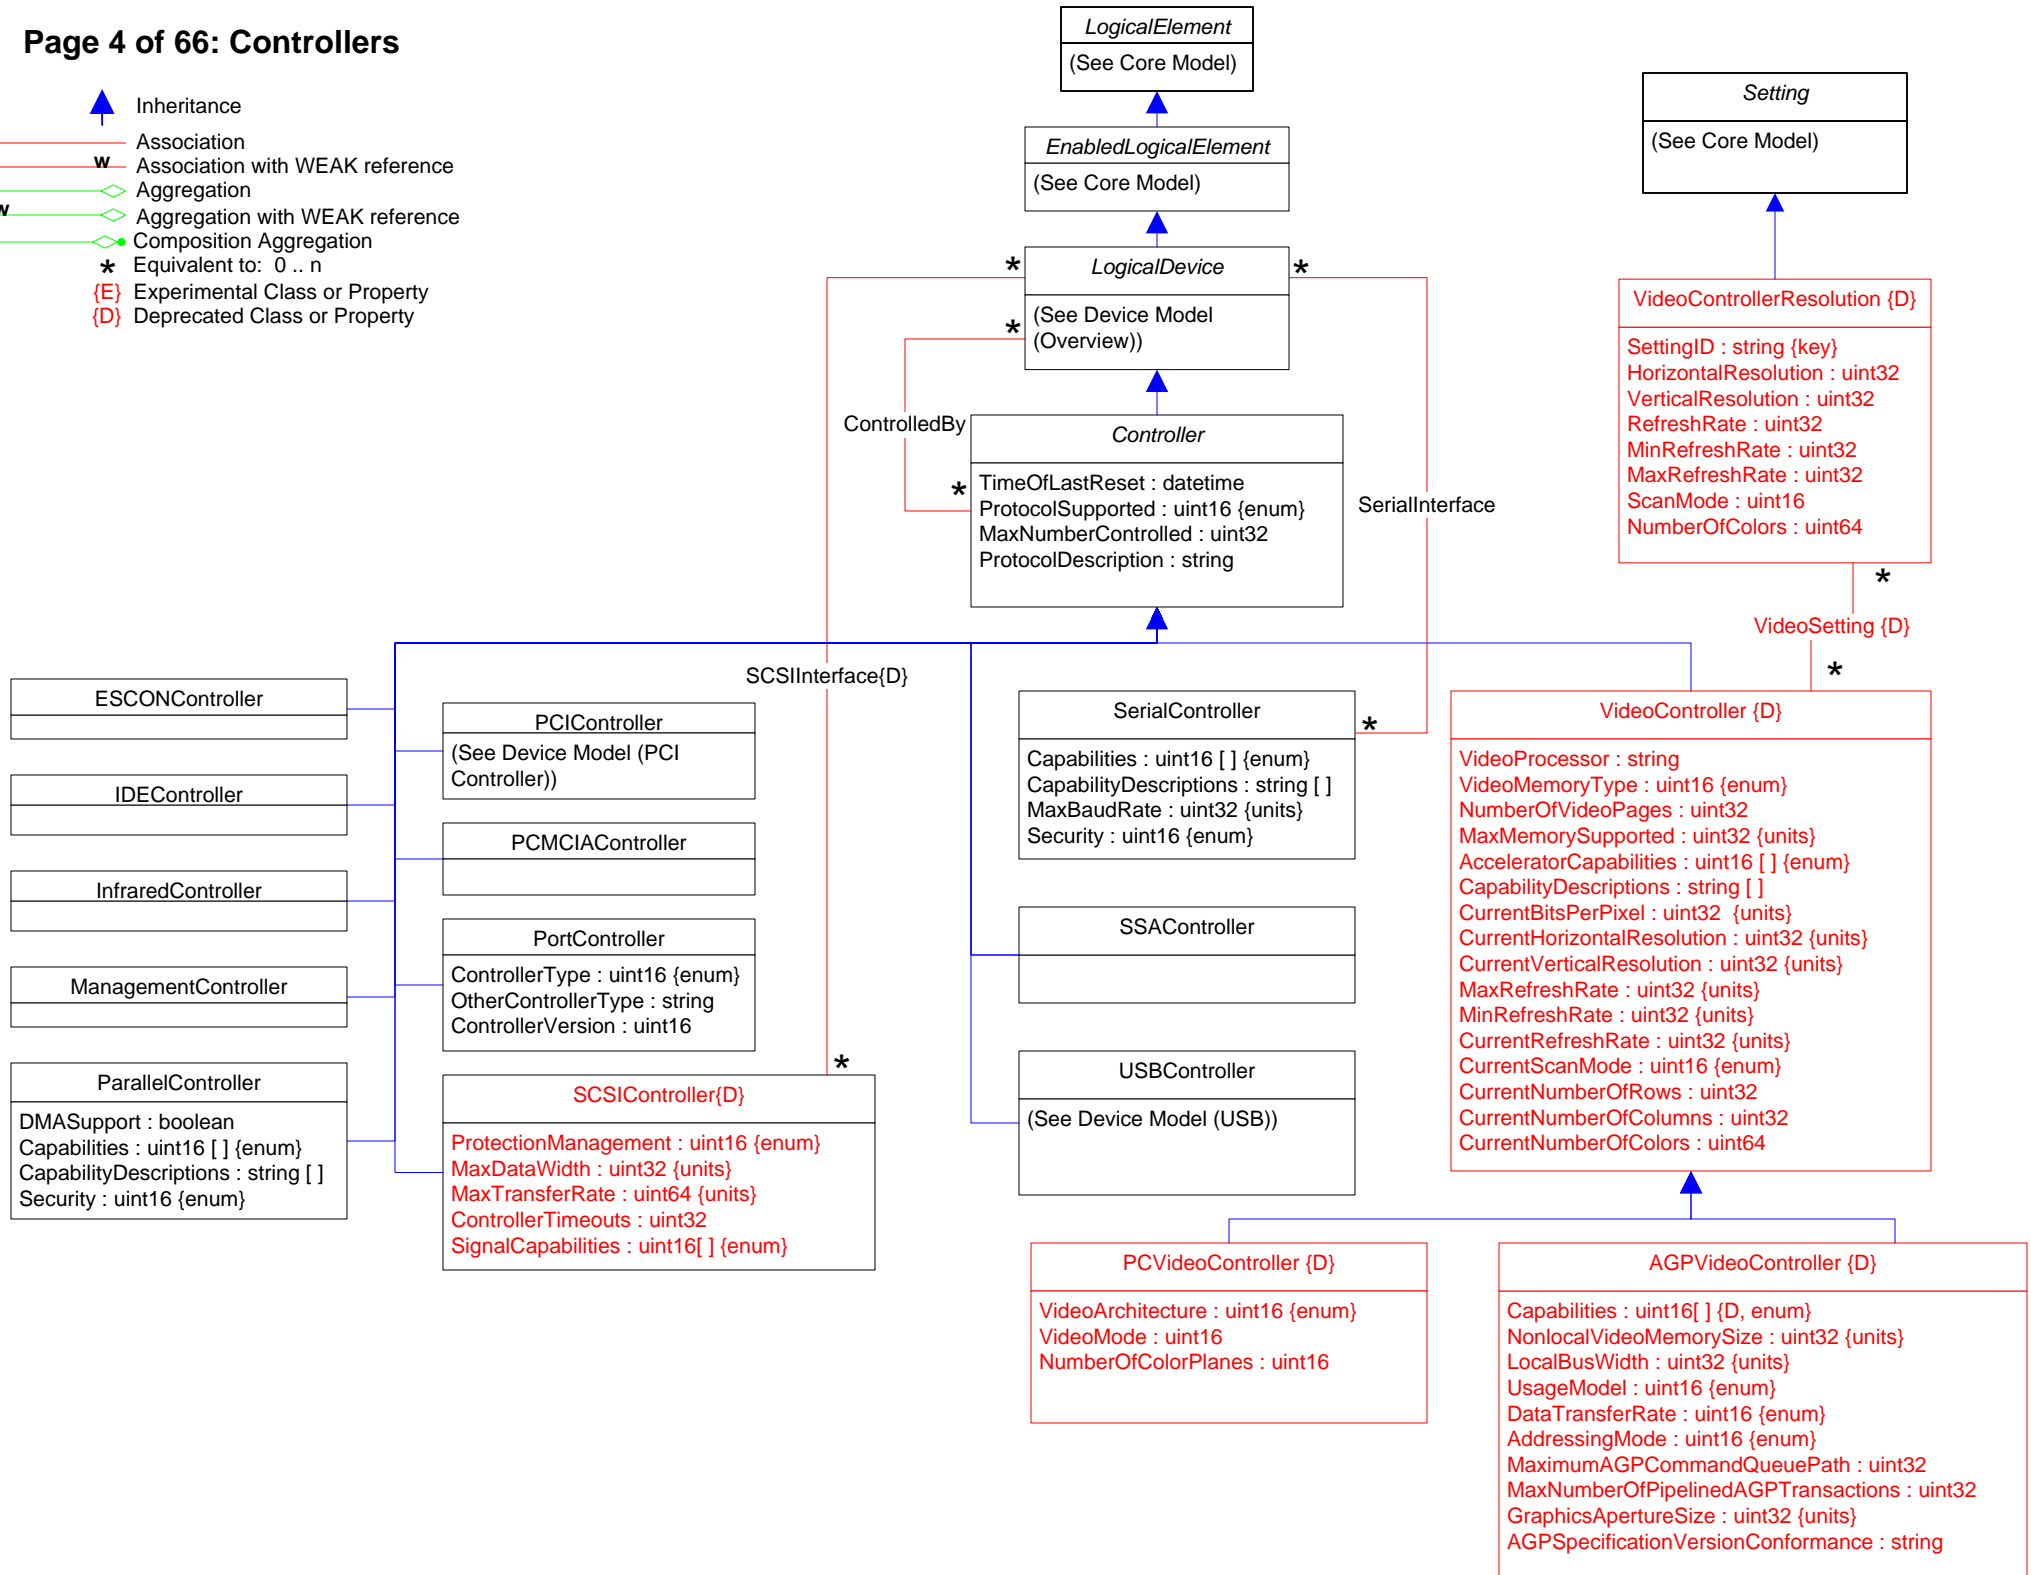 Page 4 of 66: Controllers
Inheritance
Association
w
Association with WEAK reference
Aggregation
w
Aggregation with WEAK reference
Composition Aggregation
* Equivalent to: 0 .. n
{E} Experimental Class or Property
{D} Deprecated Class or Property
LogicalElement
(See Core Model)
EnabledLogicalElement
(See Core Model)
*
LogicalDevice
*
(See Device Model
(Overview))
*
ControlledBy
Controller
TimeOfLastReset : datetime
ProtocolSupported : uint16 {enum}
MaxNumberControlled : uint32
ProtocolDescription : string
*
SerialInterface
Setting
(See Core Model)
VideoControllerResolution {D}
SettingID : string {key}
HorizontalResolution : uint32
VerticalResolution : uint32
RefreshRate : uint32
MinRefreshRate : uint32
MaxRefreshRate : uint32
ScanMode : uint16
NumberOfColors : uint64
*
VideoSetting {D}
*
SCSIInterface{D}
ESCONController
IDEController
InfraredController
ManagementController
ParallelController
DMASupport : boolean
Capabilities : uint16 [ ] {enum}
CapabilityDescriptions : string [ ]
Security : uint16 {enum}
PCIController
(See Device Model (PCI
Controller))
PCMCIAController
PortController
ControllerType : uint16 {enum}
OtherControllerType : string
ControllerVersion : uint16
*
SCSIController{D}
ProtectionManagement : uint16 {enum}
MaxDataWidth : uint32 {units}
MaxTransferRate : uint64 {units}
ControllerTimeouts : uint32
SignalCapabilities : uint16[ ] {enum}
SerialController
*
Capabilities : uint16 [ ] {enum}
CapabilityDescriptions : string [ ]
MaxBaudRate : uint32 {units}
Security : uint16 {enum}
SSAController
USBController
(See Device Model (USB))
VideoController {D}
VideoProcessor : string
VideoMemoryType : uint16 {enum}
NumberOfVideoPages : uint32
MaxMemorySupported : uint32 {units}
AcceleratorCapabilities : uint16 [ ] {enum}
CapabilityDescriptions : string [ ]
CurrentBitsPerPixel : uint32 {units}
CurrentHorizontalResolution : uint32 {units}
CurrentVerticalResolution : uint32 {units}
MaxRefreshRate : uint32 {units}
MinRefreshRate : uint32 {units}
CurrentRefreshRate : uint32 {units}
CurrentScanMode : uint16 {enum}
CurrentNumberOfRows : uint32
CurrentNumberOfColumns : uint32
CurrentNumberOfColors : uint64
PCVideoController {D}
VideoArchitecture : uint16 {enum}
VideoMode : uint16
NumberOfColorPlanes : uint16
AGPVideoController {D}
Capabilities : uint16[ ] {D, enum}
NonlocalVideoMemorySize : uint32 {units}
LocalBusWidth : uint32 {units}
UsageModel : uint16 {enum}
DataTransferRate : uint16 {enum}
AddressingMode : uint16 {enum}
MaximumAGPCommandQueuePath : uint32
MaxNumberOfPipelinedAGPTransactions : uint32
GraphicsApertureSize : uint32 {units}
AGPSpecificationVersionConformance : string